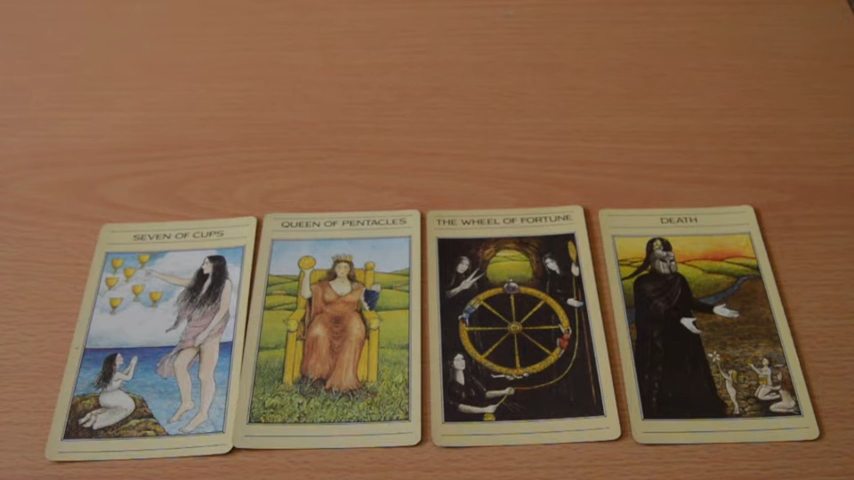 SEVEN OF CUPS
QUEEN OF PENTACLES
THE WHEEL OF FORTUNE
DEATH